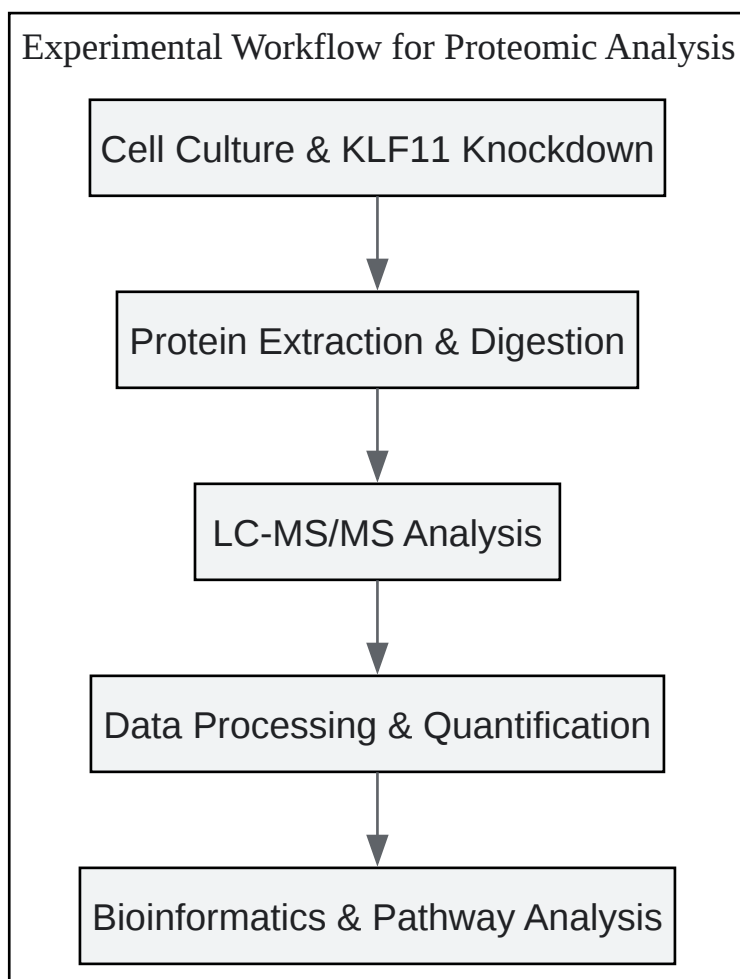 Experimental Workflow for Proteomic Analysis
Cell Culture & KLF11 Knockdown
Protein Extraction & Digestion
LC-MS/MS Analysis
Data Processing & Quantification
Bioinformatics & Pathway Analysis